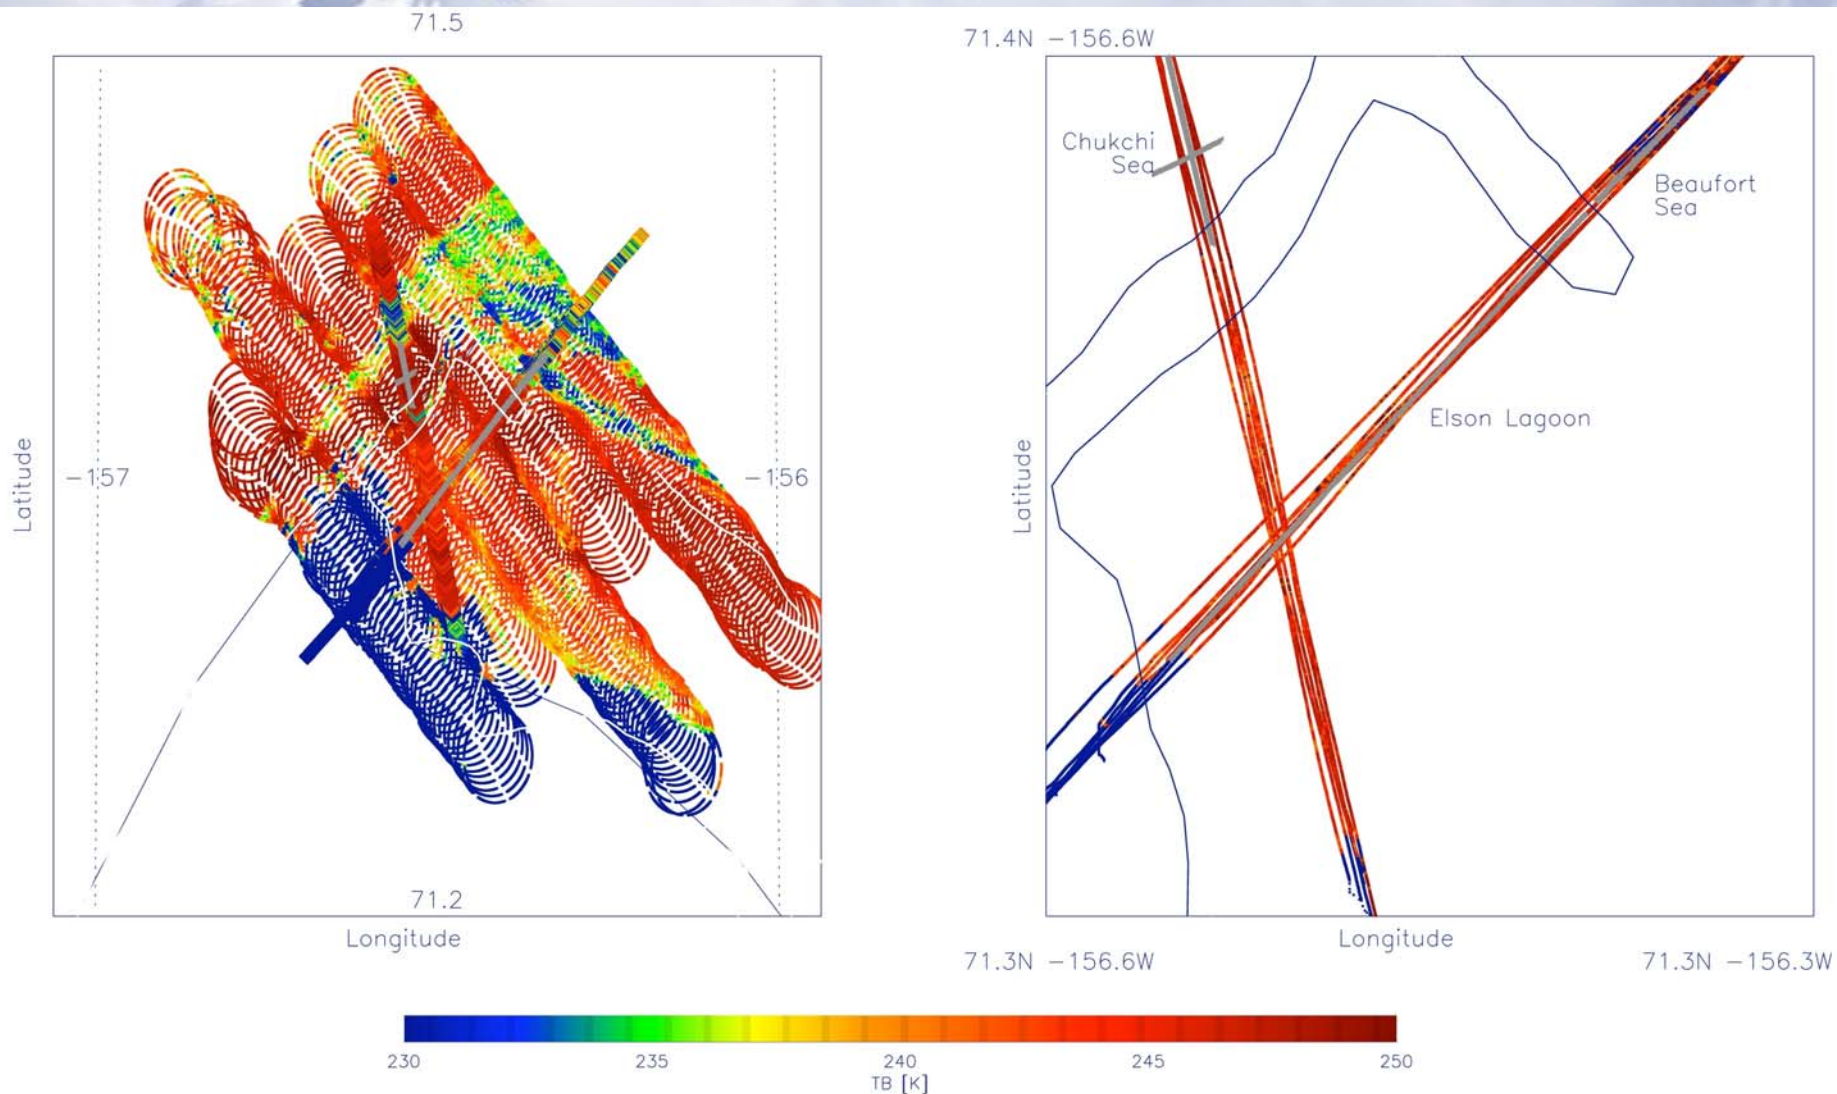 71.5
Latitude
-157
-156
71.2
Longitude
71.4N -156.6W
Chukchi
Sea
Beaufort
Sea
Elson Lagoon
Latitude
Longitude
71.3N -156.6W
71.3N -156.3W
230
235
240
245
250
TB [K]